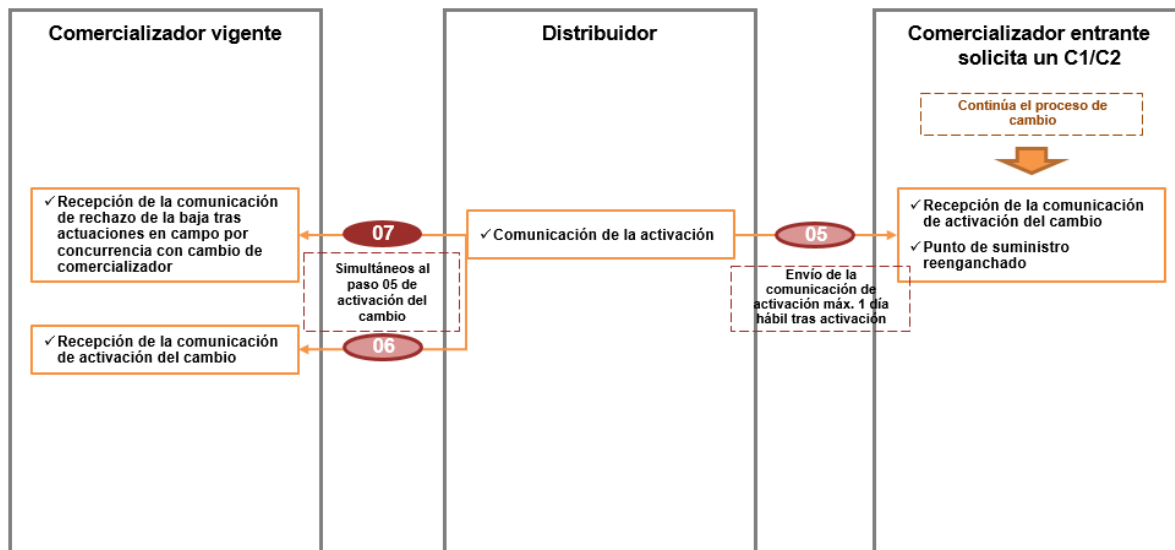 Comercializador vigente
Distribuidor
Comercializador entrante
solicita un C1/C2
Continúa el proceso de
cambio
✓ Recepción de la comunicación
de rechazo de la baja tras
actuaciones en campo por
concurrencia con cambio de
comercializador
07
Simultáneos al
paso 05 de
activación del
cambio
06
✓ Recepción de la comunicación
de activación del cambio
✓ Comunicación de la activación
05
Envío de la
comunicación de
activación máx. 1 día
hábil tras activación
✓ Recepción de la comunicación
de activación del cambio
✓ Punto de suministro
reenganchado